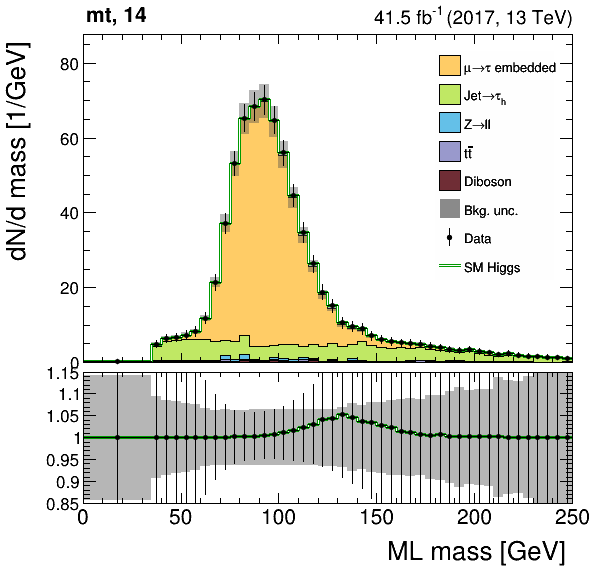 mt, 14
41.5 fb⁻¹ (2017, 13 TeV)
dN/d mass [1/GeV]
80
60
40
20
0
μ→τ embedded
Jet→τₕ
Z→ll
tt̅
Diboson
Bkg. unc.
Data
SM Higgs
1.15
1.1
1.05
1
0.95
0.9
0.85
0 50 100 150 200 250
ML mass [GeV]